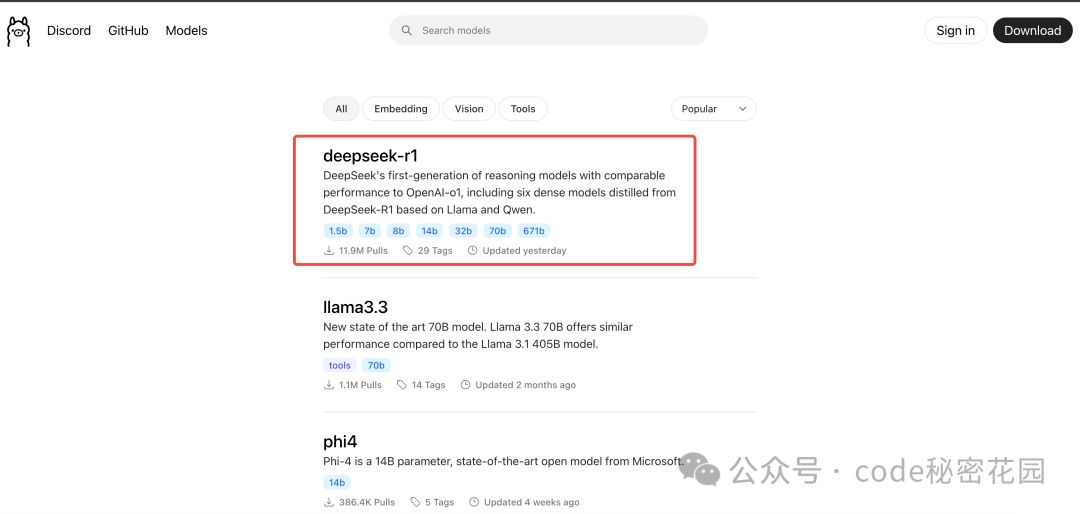 Discord GitHub Models Search models Sign in Download
All Embedding Vision Tools Popular
deepseek-r1
DeepSeek's first-generation of reasoning models with comparable
performance to OpenAI-o1, including six dense models distilled from
DeepSeek-R1 based on Llama and Qwen.
1.5b 7b 8b 14b 32b 70b 671b
11.9M Pulls 29 Tags Updated yesterday
llama3.3
New state of the art 70B model. Llama 3.3 70B offers similar
performance compared to the Llama 3.1 405B model.
tools 70b
1.1M Pulls 14 Tags Updated 2 months ago
phi4
Phi-4 is a 14B parameter, state-of-the-art open model from Microsoft.
公众号 · code秘密花园
14b
386.4K Pulls 5 Tags Updated 4 weeks ago